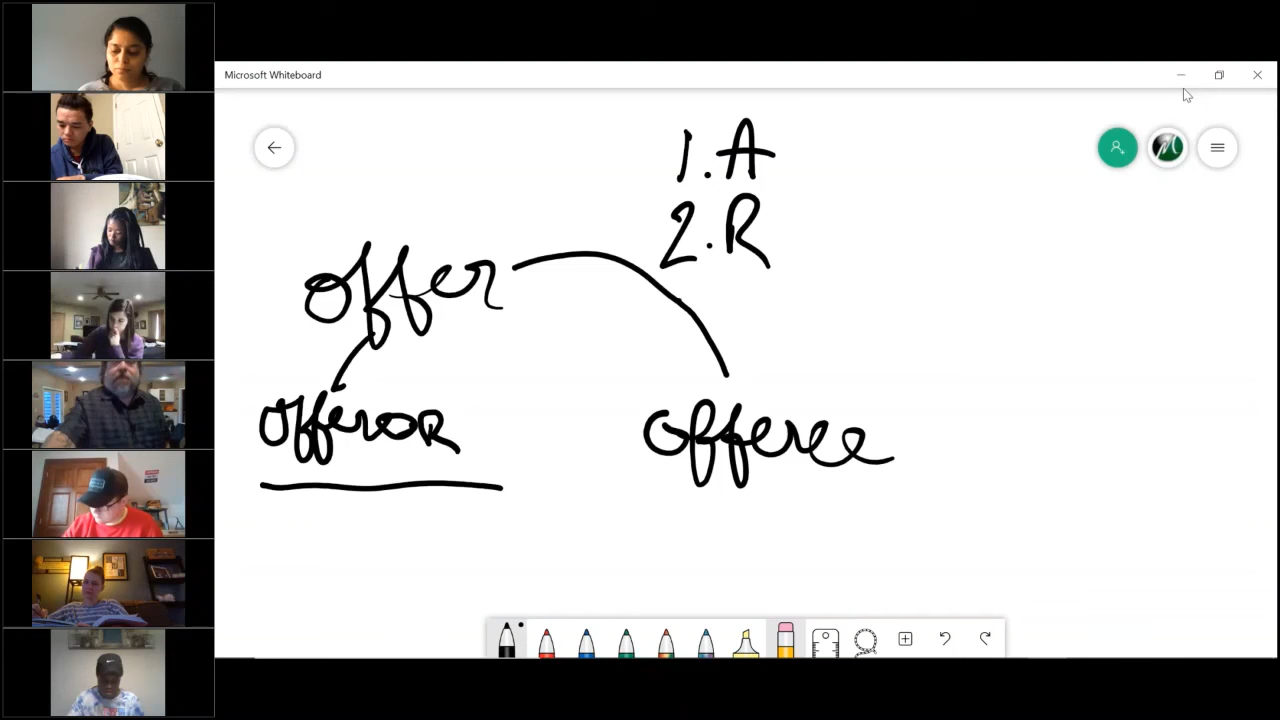 Microsoft Whiteboard
1. A
2. R
offer
offeroR
offeree